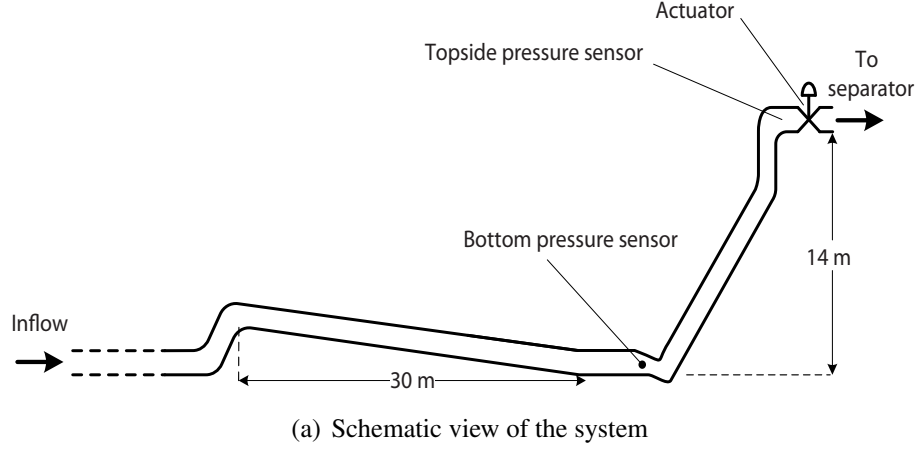 Actuator
Topside pressure sensor
To
separator
Bottom pressure sensor
14 m
Inflow
30 m
(a) Schematic view of the system